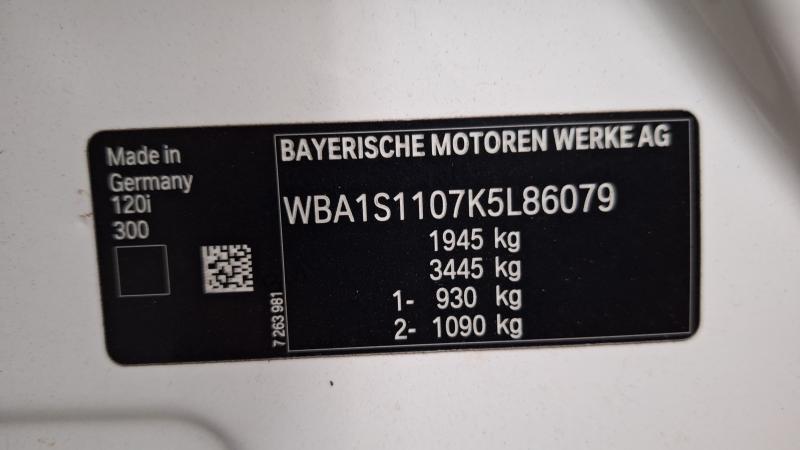 Made in
Germany
120i
300
7 263 981
BAYERISCHE MOTOREN WERKE AG
WBA1S1107K5L86079
1945 kg
3445 kg
1- 930 kg
2- 1090 kg